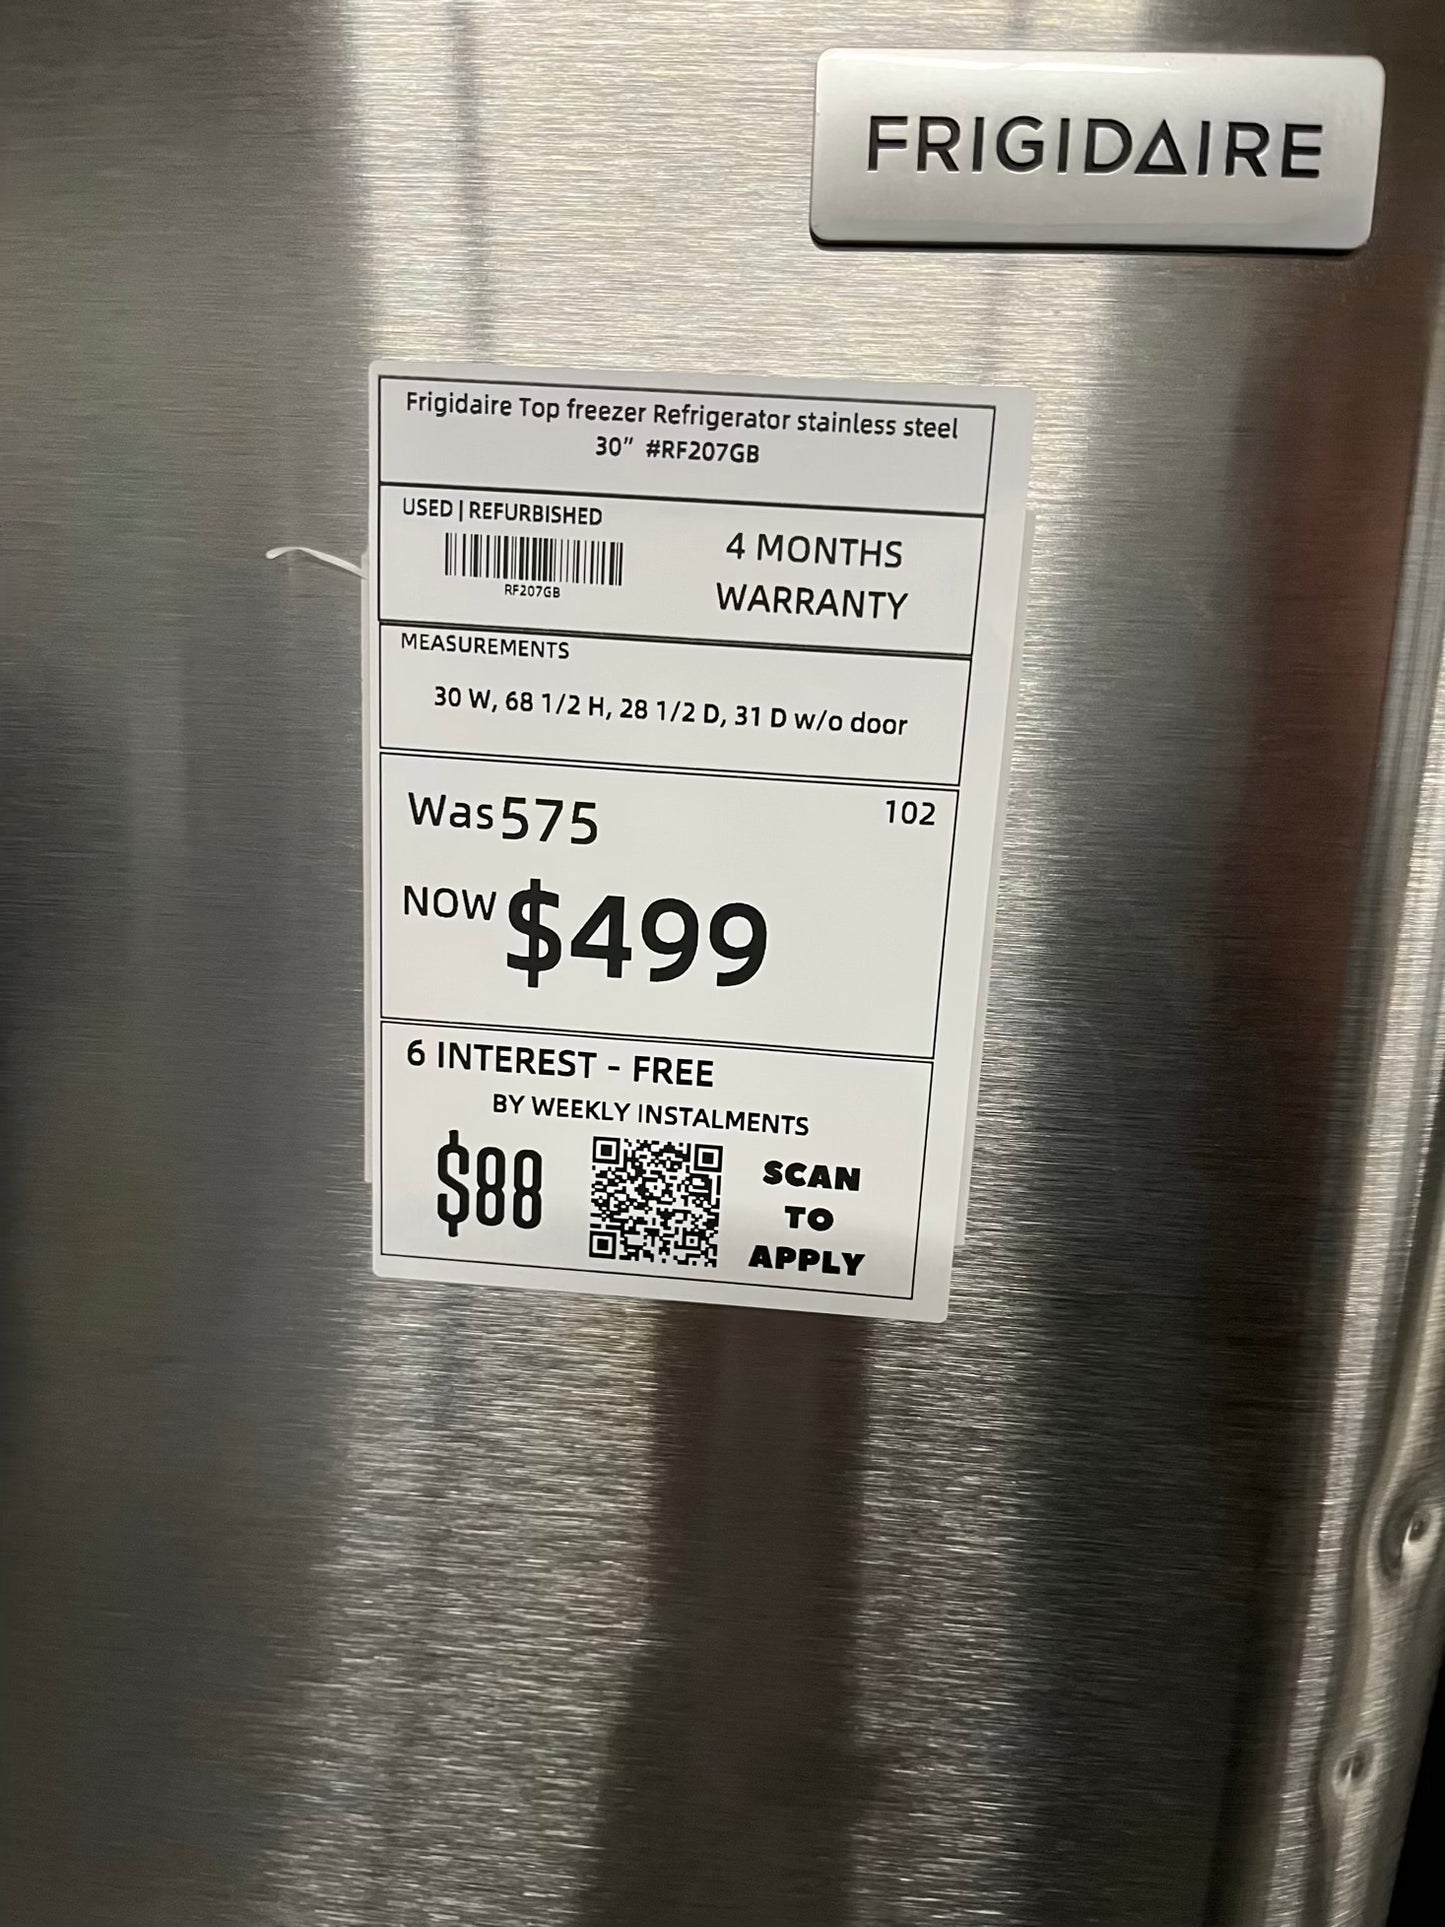 FRIGIDAIRE
Frigidaire Top freezer Refrigerator stainless steel
30” #RF207GB
USED | REFURBISHED
RF207GB
4 MONTHS
WARRANTY
MEASUREMENTS
30 W, 68 1/2 H, 28 1/2 D, 31 D w/o door
Was 575
102
NOW $499
6 INTEREST - FREE
BY WEEKLY INSTALMENTS
$88
SCAN
TO
APPLY